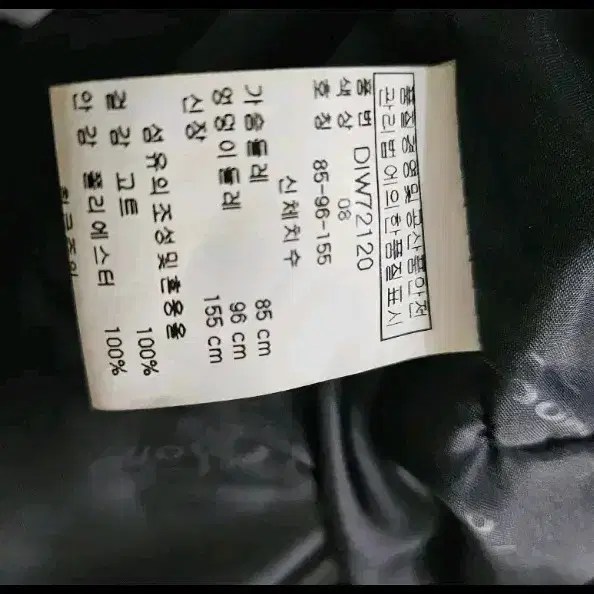 품질경영및공산품안전
관리법에의한품질표시
품 번 DIW72120
색 상 08
호 칭 85-96-155
신체치수
가슴둘레 85 cm
엉덩이둘레 96 cm
신장 155 cm
섬유의조성및혼용율
겉 감 코트 100%
안 감 폴리에스터 100%